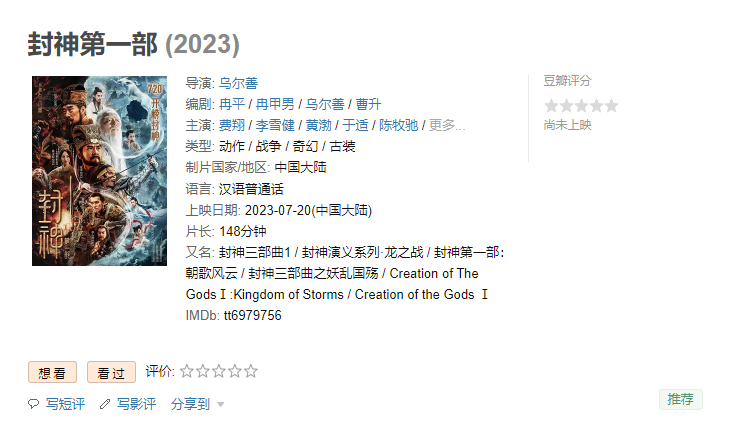 封神第一部 (2023)
导演: 乌尔善
编剧: 冉平 / 冉甲男 / 乌尔善 / 曹升
主演: 费翔 / 李雪健 / 黄渤 / 于适 / 陈牧驰 / 更多...
类型: 动作 / 战争 / 奇幻 / 古装
制片国家/地区: 中国大陆
语言: 汉语普通话
上映日期: 2023-07-20(中国大陆)
片长: 148分钟
又名: 封神三部曲1 / 封神演义系列·龙之战 / 封神第一部:
朝歌风云 / 封神三部曲之妖乱国殇 / Creation of The
Gods Ⅰ:Kingdom of Storms / Creation of the Gods Ⅰ
IMDb: tt6979756
豆瓣评分
尚未上映
7.20
封神
想看 看过 评价:
写短评 写影评 分享到
推荐